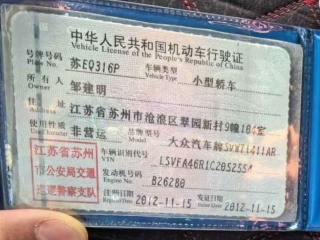 中华人民共和国机动车行驶证
Vehicle License of the People's Republic of China
号牌号码 苏EQ316P 车辆类型 小型轿车
Plate No. Vehicle Type
所有人 邹建明
Owner
住址 江苏省苏州市沧浪区翠园新村9幢104室
Address
使用性质 非营运 品牌型号 大众汽车牌SVW71411AR
Use Character Model
江苏省苏州 车辆识别代号
VIN
市公安局交通 发动机号码 B26280
Engine No.
巡逻警察支队 注册日期 2012-11-15 发证日期 2012-11-15